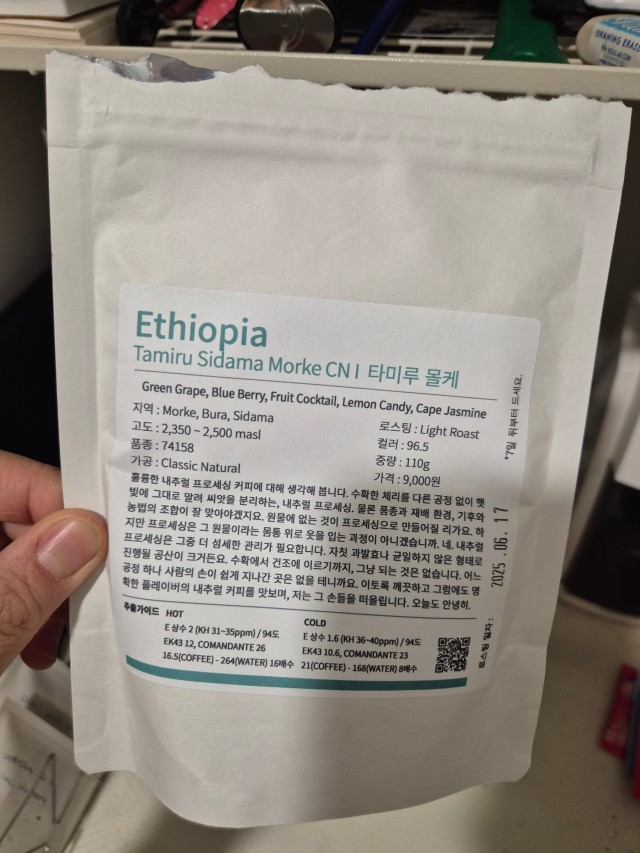 DRAWING ERAS
Ethiopia
Tamiru Sidama Morke CN I 타미루 몰케
Green Grape, Blue Berry, Fruit Cocktail, Lemon Candy, Cape Jasmine
지역 : Morke, Bura, Sidama
고도 : 2,350 ~ 2,500 masl
품종 : 74158
가공 : Classic Natural
로스팅 : Light Roast
컬러 : 96.5
중량 : 110g
가격 : 9,000원
훌륭한 내추럴 프로세싱 커피에 대해 생각해 봅니다. 수확한 체리를 다른 공정 없이 햇
빛에 그대로 말려 씨앗을 분리하는, 내추럴 프로세싱. 물론 품종과 재배 환경, 기후와
농법의 조합이 잘 맞아야겠지요. 원물에 없는 것이 프로세싱으로 만들어질 리가요. 하
지만 프로세싱은 그 원물이라는 몸통 위로 옷을 입는 과정이 아니겠습니까. 네. 내추럴
프로세싱은 그중 더 섬세한 관리가 필요합니다. 자칫 과발효나 균일하지 않은 형태로
진행될 공산이 크거든요. 수확에서 건조에 이르기까지, 그냥 되는 것은 없습니다. 어느
공정 하나 사람의 손이 쉽게 지나간 곳은 없을 테니까요. 이토록 깨끗하고 그럼에도 명
확한 플레이버의 내추럴 커피를 맛보며, 저는 그 손들을 떠올립니다. 오늘도 안녕히.
추출가이드 HOT
E 상수 2 (KH 31~35ppm) / 94도
EK43 12, COMANDANTE 26
16.5(COFFEE) - 264(WATER) 16배수
COLD
E 상수 1.6 (KH 36~40ppm) / 94도
EK43 10.6, COMANDANTE 23
21(COFFEE) - 168(WATER) 8배수
로스팅 일자 : 2025 .06. 17
*7일 뒤부터 드세요.